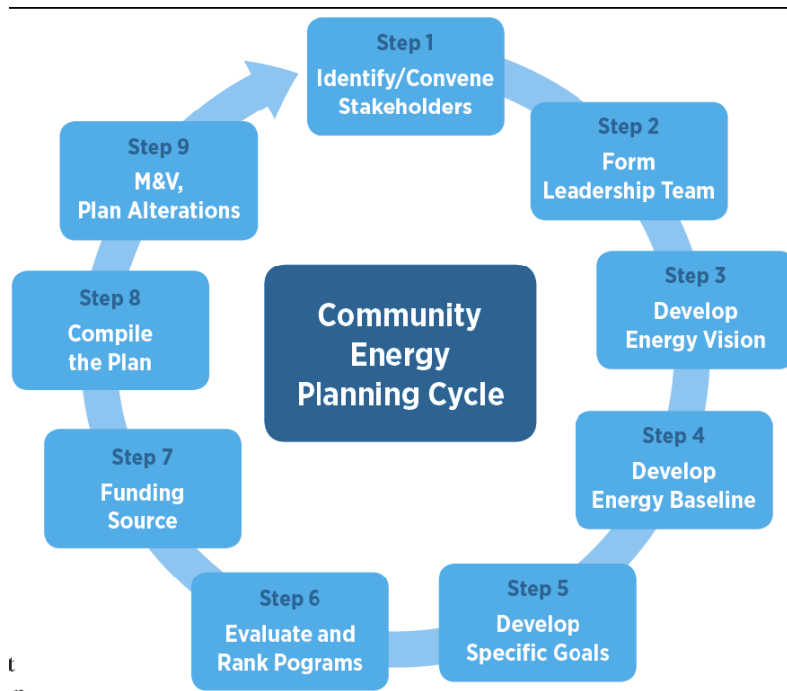 Step 1
Identify/Convene
Stakeholders
Step 2
Form
Leadership Team
Step 3
Develop
Energy Vision
Step 4
Develop
Energy Baseline
Step 5
Develop
Specific Goals
Step 6
Evaluate and
Rank Pograms
Step 7
Funding
Source
Step 8
Compile
the Plan
Step 9
M&V,
Plan Alterations
Community
Energy
Planning Cycle
t